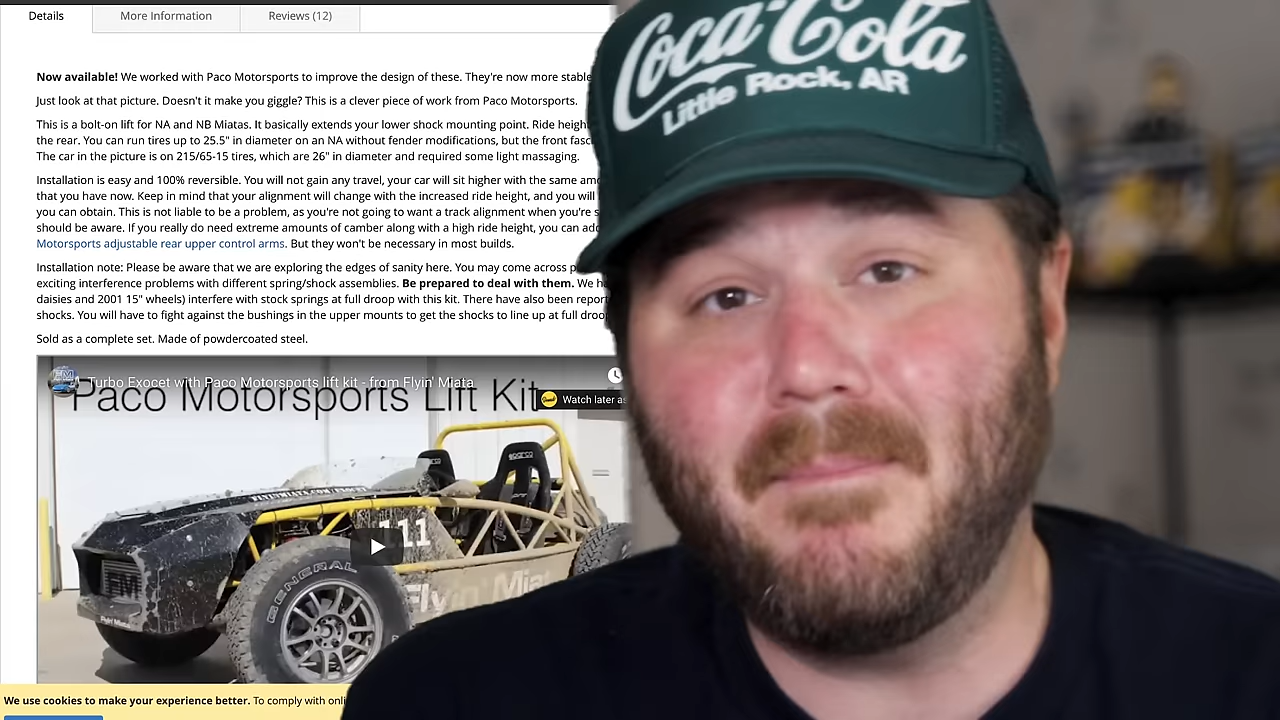 Details
More Information
Reviews (12)
Now available! We worked with Paco Motorsports to improve the design of these. They're now more stable
Just look at that picture. Doesn't it make you giggle? This is a clever piece of work from Paco Motorsports.
This is a bolt-on lift for NA and NB Miatas. It basically extends your lower shock mounting point. Ride height
the rear. You can run tires up to 25.5" in diameter on an NA without fender modifications, but the front
The car in the picture is on 215/65-15 tires, which are 26" in diameter and required some light massaging.
Installation is easy and 100% reversible. You will not gain any travel, your car will sit higher with the same
that you have now. Keep in mind that your alignment will change with the increased ride height, and you will
you can obtain. This is not liable to be a problem, as you're not going to want a track alignment when you're
should be aware. If you really do need extreme amounts of camber along with a high ride height, you can
Motorsports adjustable rear upper control arms. But they won't be necessary in most builds.
Installation note: Please be aware that we are exploring the edges of sanity here. You may come across
exciting interference problems with different spring/shock assemblies. Be prepared to deal with them. We
daisies and 2001 15" wheels) interfere with stock springs at full droop with this kit. There have also been
shocks. You will have to fight against the bushings in the upper mounts to get the shocks to line up at full droop
Sold as a complete set. Made of powdercoated steel.
Turbo Exocet with Paco Motorsports lift kit - from Flyin' Miata
Paco Motorsports Lift Kit
Watch later as
sparco
111
GENERAL
Flyin' Miata
Flyin' Miata
We use cookies to make your experience better. To comply with
Coca-Cola
Little Rock, AR